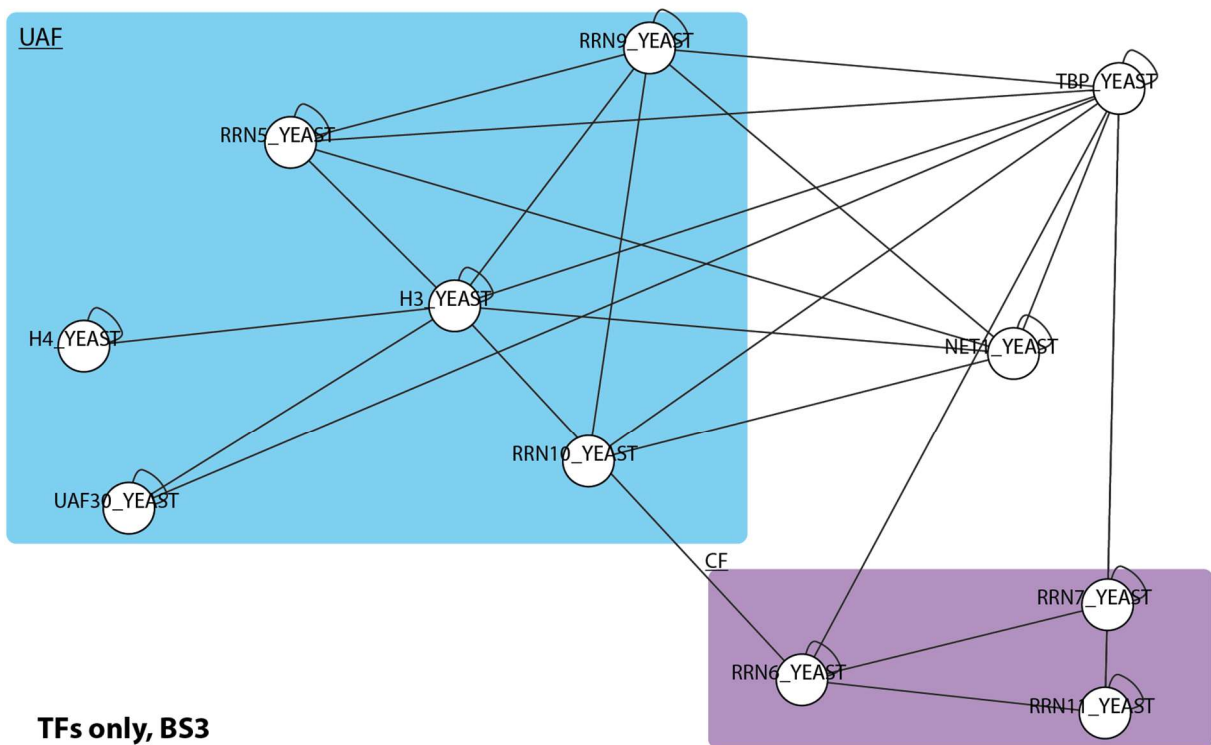 UAF
RRN9_YEAST
TBP_YEAST
RRN5_YEAST
H3_YEAST
H4_YEAST
NET1_YEAST
RRN10_YEAST
UAF30_YEAST
CF
RRN7_YEAST
RRN6_YEAST
RRN11_YEAST
TFs only, BS3